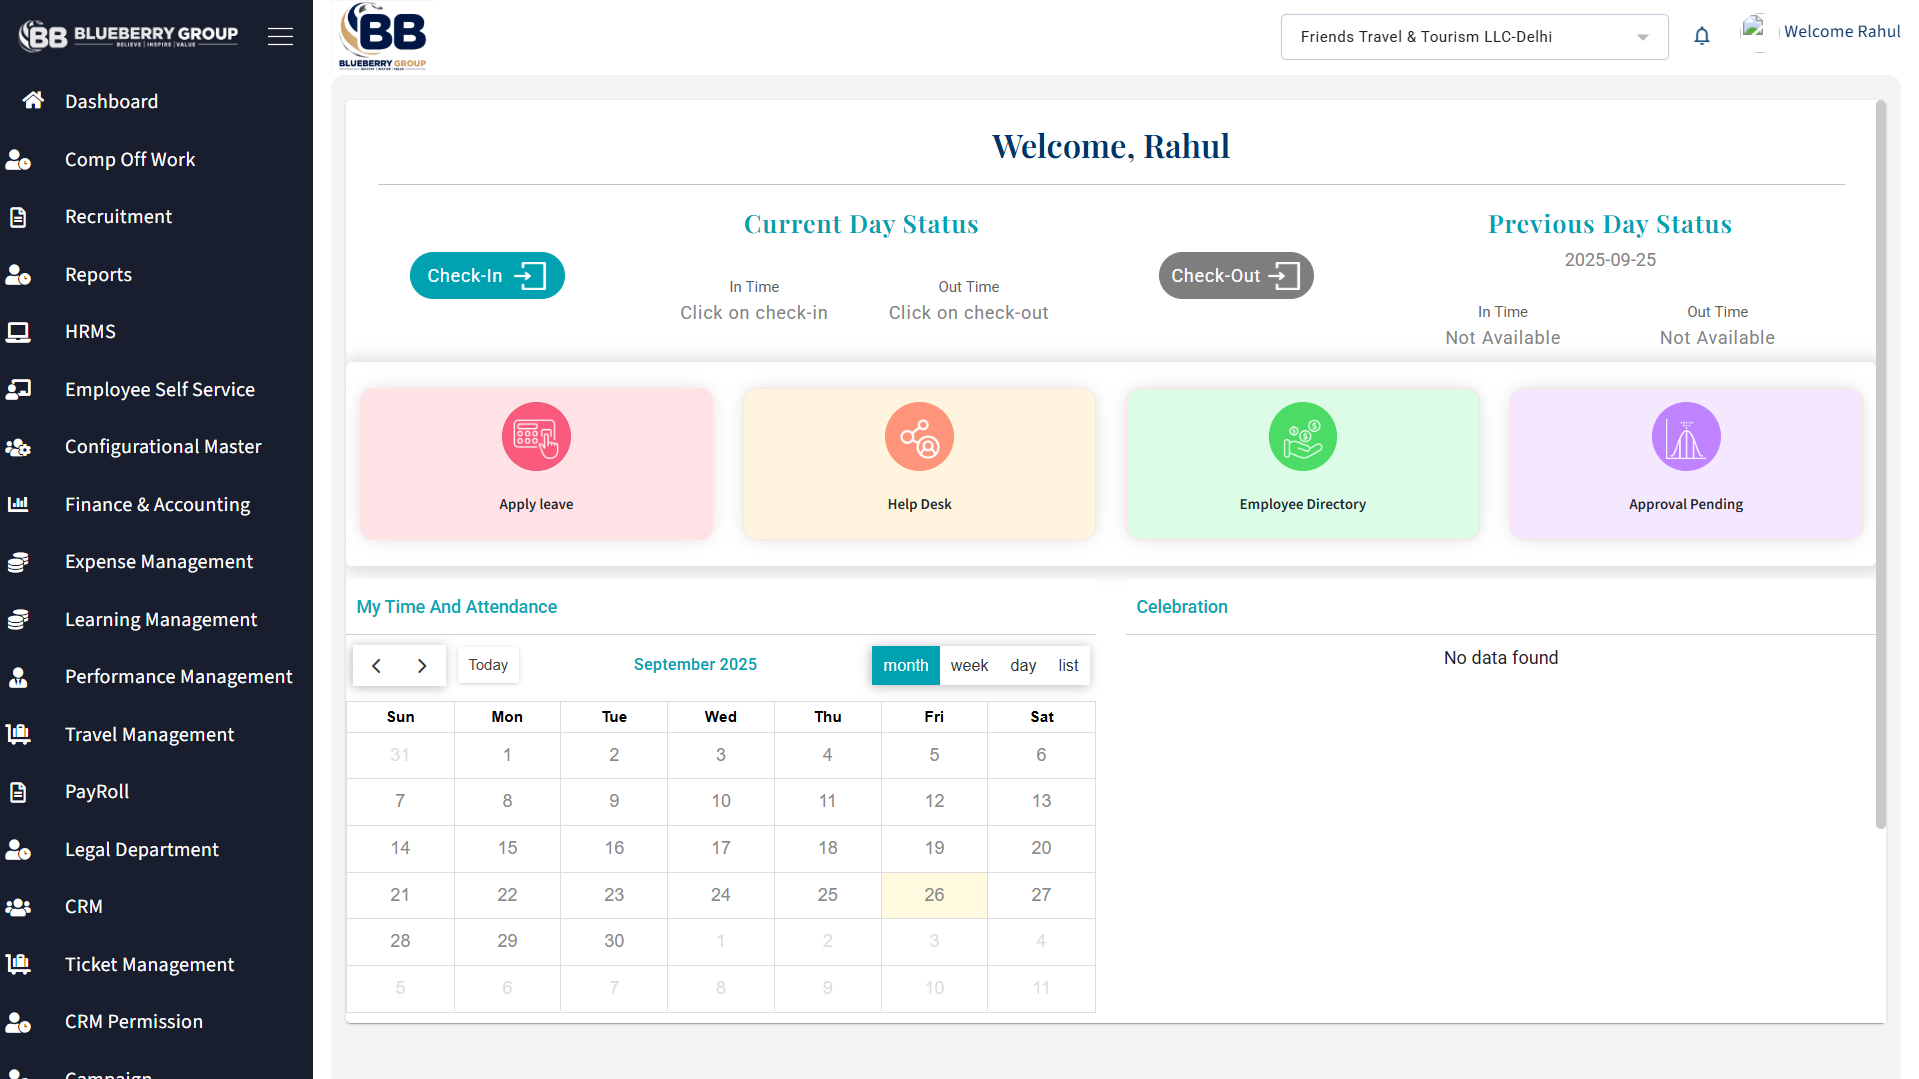 BB BLUEBERRY GROUP
BELIEVE | INSPIRE | VALUE
Dashboard
Comp Off Work
Recruitment
Reports
HRMS
Employee Self Service
Configurational Master
Finance & Accounting
Expense Management
Learning Management
Performance Management
Travel Management
PayRoll
Legal Department
CRM
Ticket Management
CRM Permission
Campaign
BB
BLUEBERRY GROUP
BELIEVE | INSPIRE | VALUE
Friends Travel & Tourism LLC-Delhi
Welcome Rahul
Welcome, Rahul
Current Day Status
Check-In
In Time
Click on check-in
Out Time
Click on check-out
Check-Out
Previous Day Status
2025-09-25
In Time
Not Available
Out Time
Not Available
Apply leave
Help Desk
Employee Directory
Approval Pending
My Time And Attendance
Today
September 2025
month week day list
Sun Mon Tue Wed Thu Fri Sat
31 1 2 3 4 5 6
7 8 9 10 11 12 13
14 15 16 17 18 19 20
21 22 23 24 25 26 27
28 29 30 1 2 3 4
5 6 7 8 9 10 11
Celebration
No data found